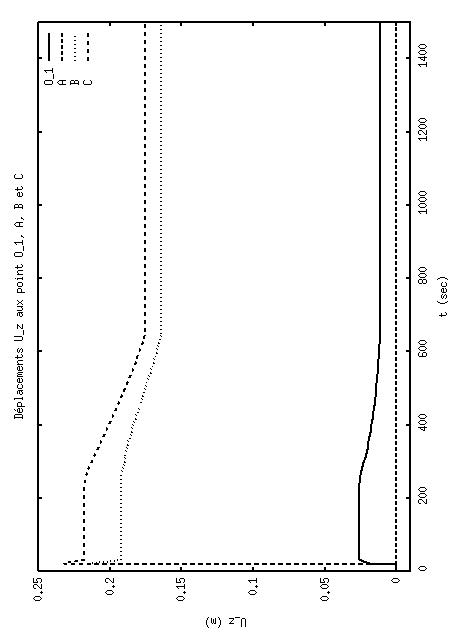 Déplacements U_z aux point O_1, A, B et C
O_1
A
B
C
U_z (m)
0.25
0.2
0.15
0.1
0.05
0
0
200
400
600
800
1000
1200
1400
t (sec)